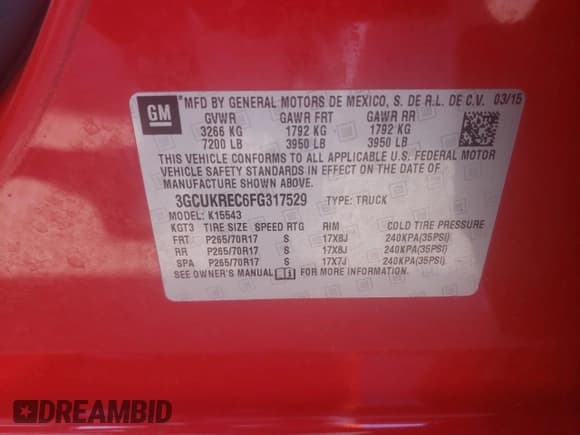 GM
*MFD BY GENERAL MOTORS DE MEXICO, S. DE R.L. DE C.V. 03/15
GVWR GAWR FRT GAWR RR
3266 KG 1792 KG 1792 KG
7200 LB 3950 LB 3950 LB
THIS VEHICLE CONFORMS TO ALL APPLICABLE U.S. FEDERAL MOTOR
VEHICLE SAFETY STANDARDS IN EFFECT ON THE DATE OF
MANUFACTURE SHOWN ABOVE.
3GCUKREC6FG317529 TYPE: TRUCK
MODEL: K15543
KGT3 TIRE SIZE SPEED RTG RIM COLD TIRE PRESSURE
FRT P265/70R17 S 17X8J 240KPA(35PSI)
RR P265/70R17 S 17X8J 240KPA(35PSI)
SPA P265/70R17 S 17X7J 240KPA(35PSI)
SEE OWNER'S MANUAL FOR MORE INFORMATION.
DREAMBID